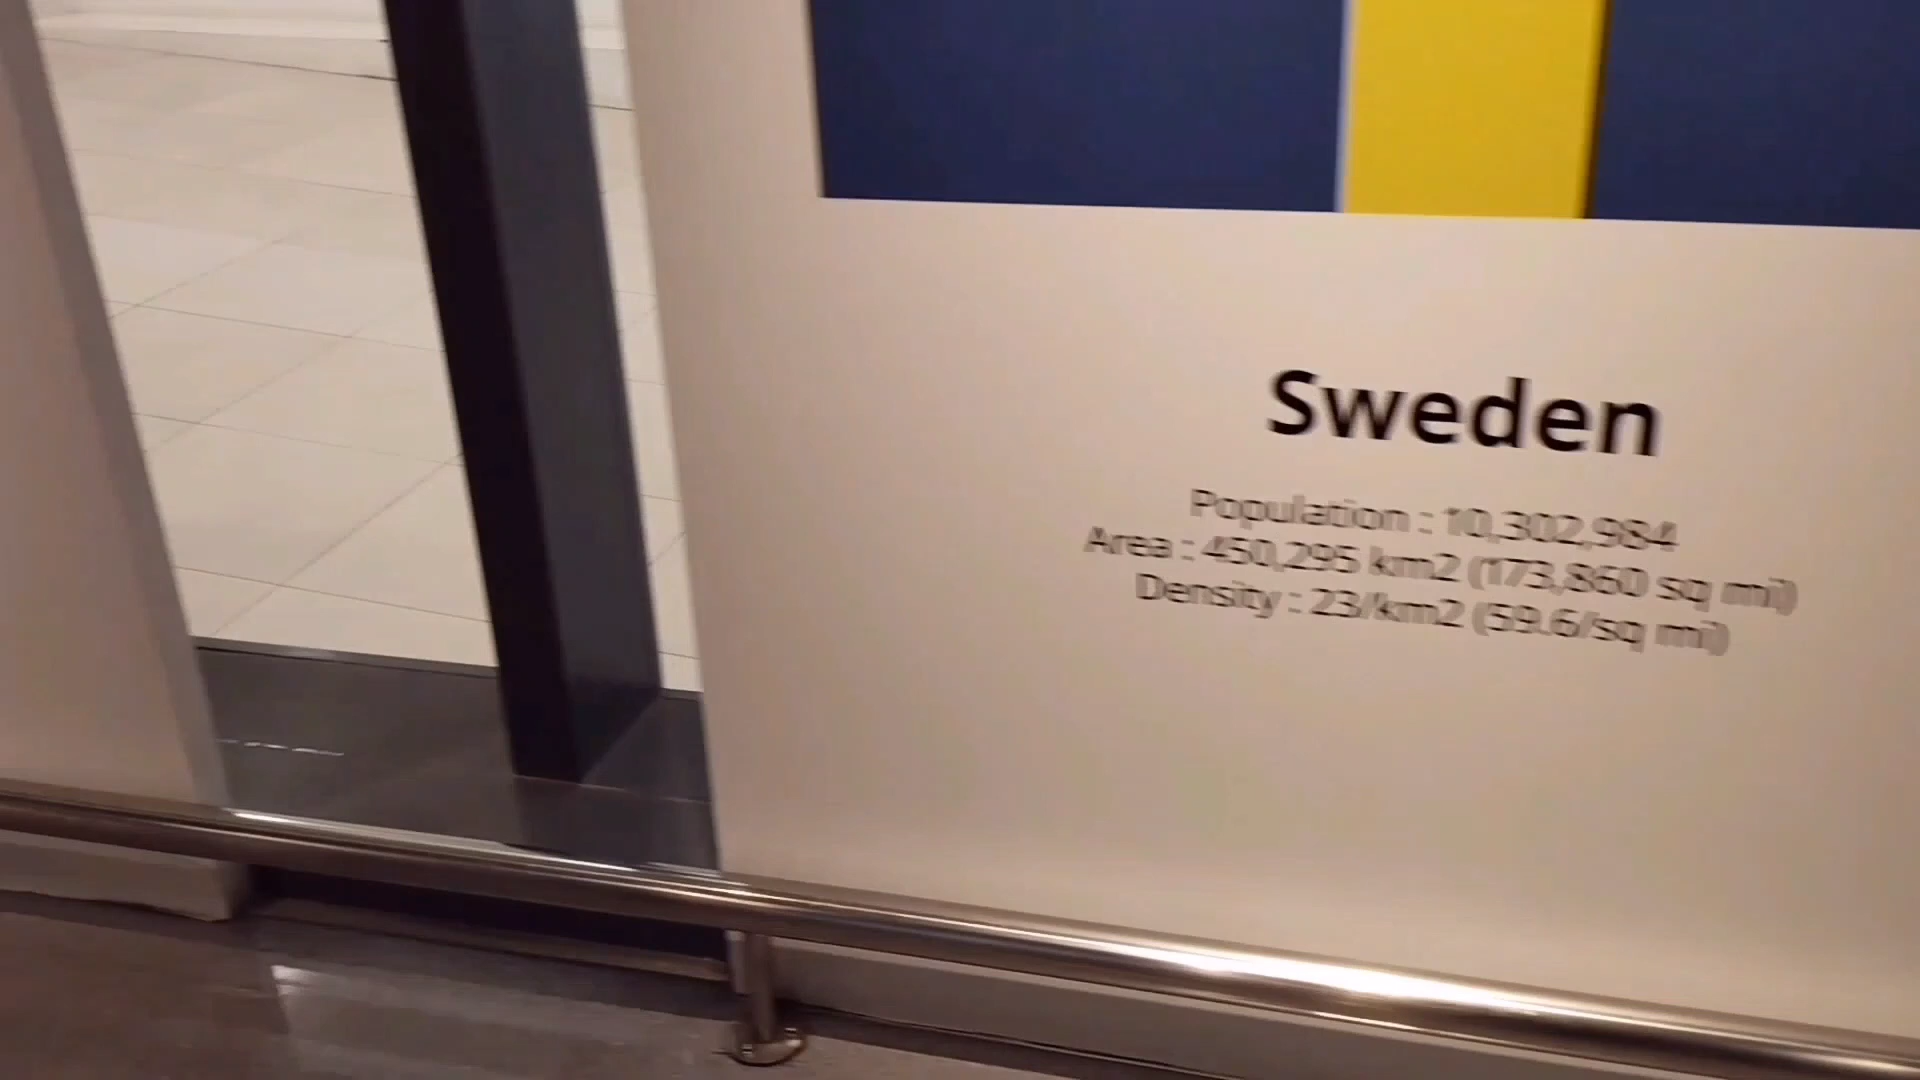 Sweden
Population : 10,302,984
Area : 450,295 km2 (173,860 sq mi)
Density : 23/km2 (59.6/sq mi)